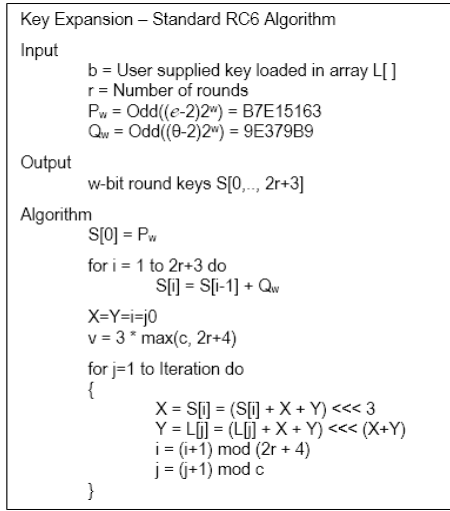 Key Expansion – Standard RC6 Algorithm
Input
b = User supplied key loaded in array L[ ]
r = Number of rounds
Pw = Odd((e-2)2ʷ) = B7E15163
Qw = Odd((θ-2)2ʷ) = 9E379B9
Output
w-bit round keys S[0,.., 2r+3]
Algorithm
S[0] = Pw
for i = 1 to 2r+3 do
S[i] = S[i-1] + Qw
X=Y=i=j0
v = 3 * max(c, 2r+4)
for j=1 to Iteration do
{
X = S[i] = (S[i] + X + Y) <<< 3
Y = L[j] = (L[j] + X + Y) <<< (X+Y)
i = (i+1) mod (2r + 4)
j = (j+1) mod c
}